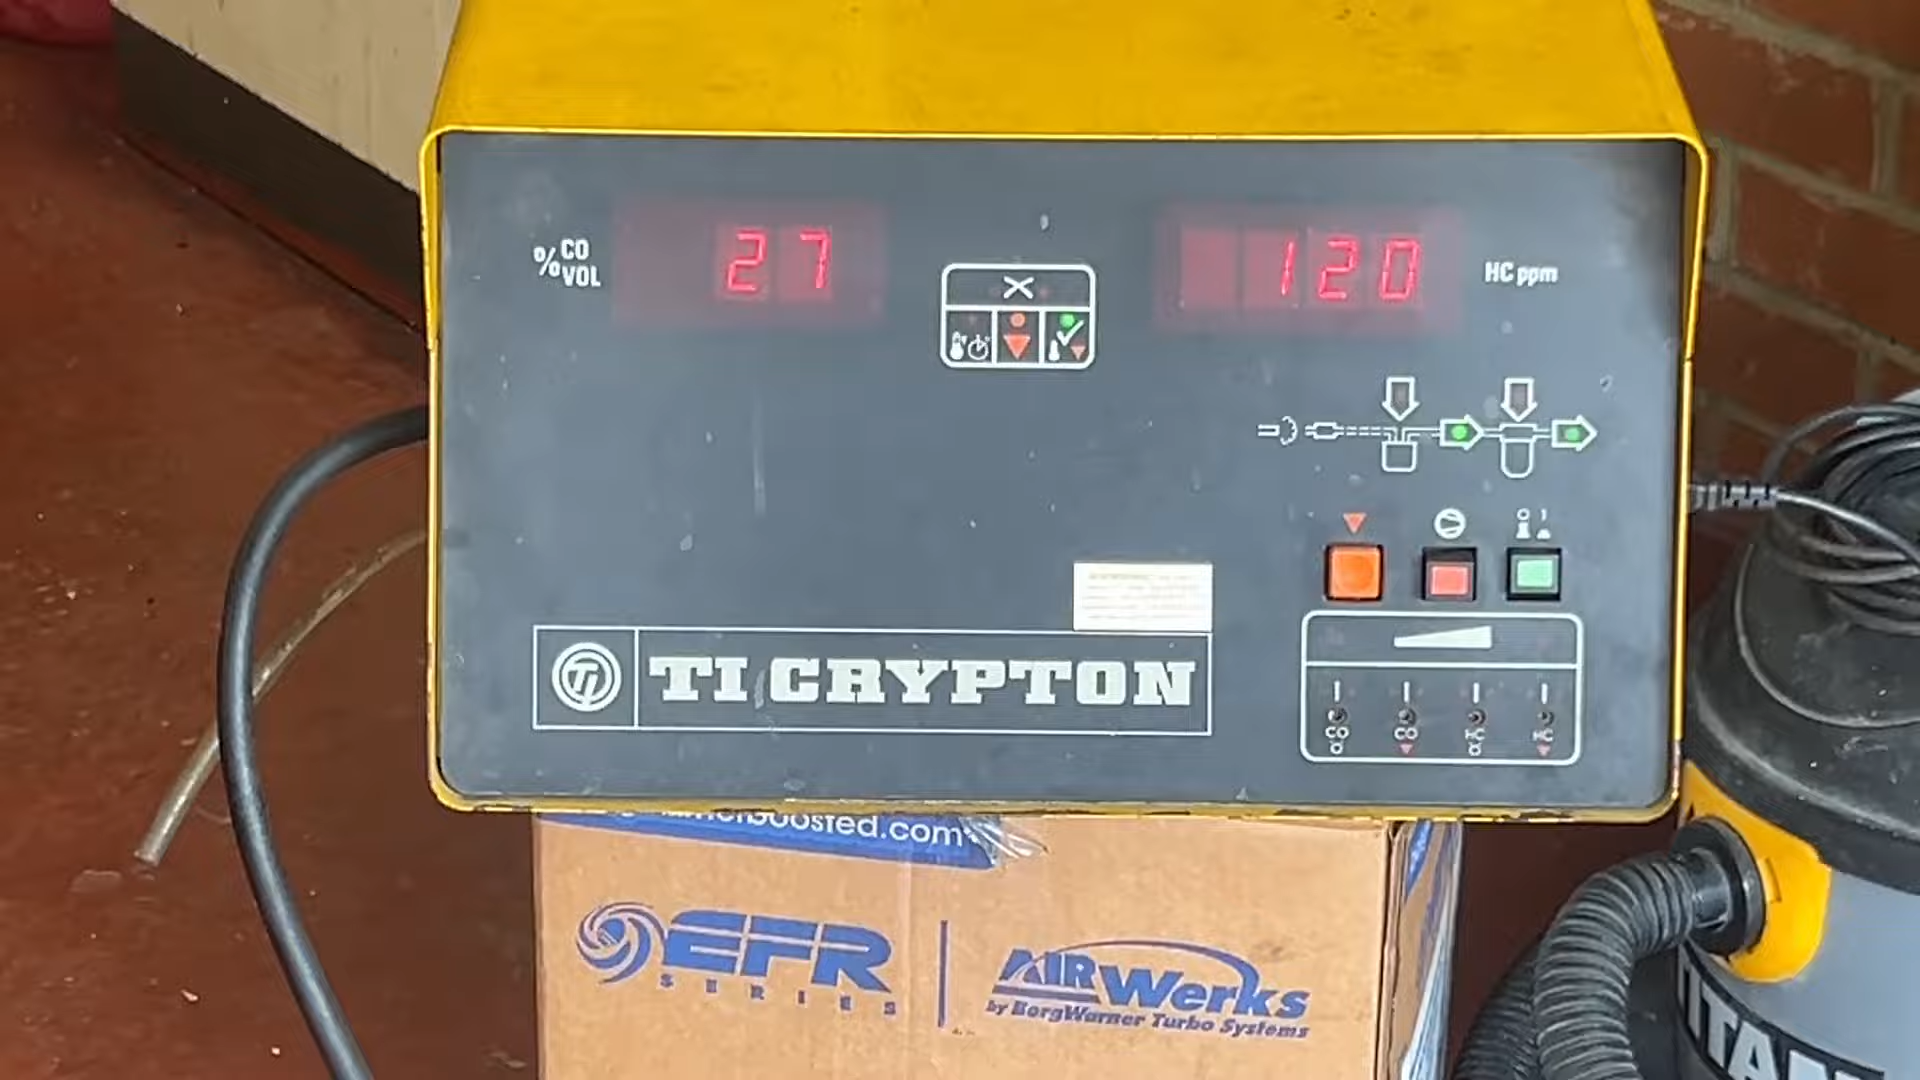 % CO VOL
27
120
HC ppm
TI CRYPTON
CO CO HC HC
boosted.com
EFR
SERIES
AIRWerks
by BorgWarner Turbo Systems
TITAN